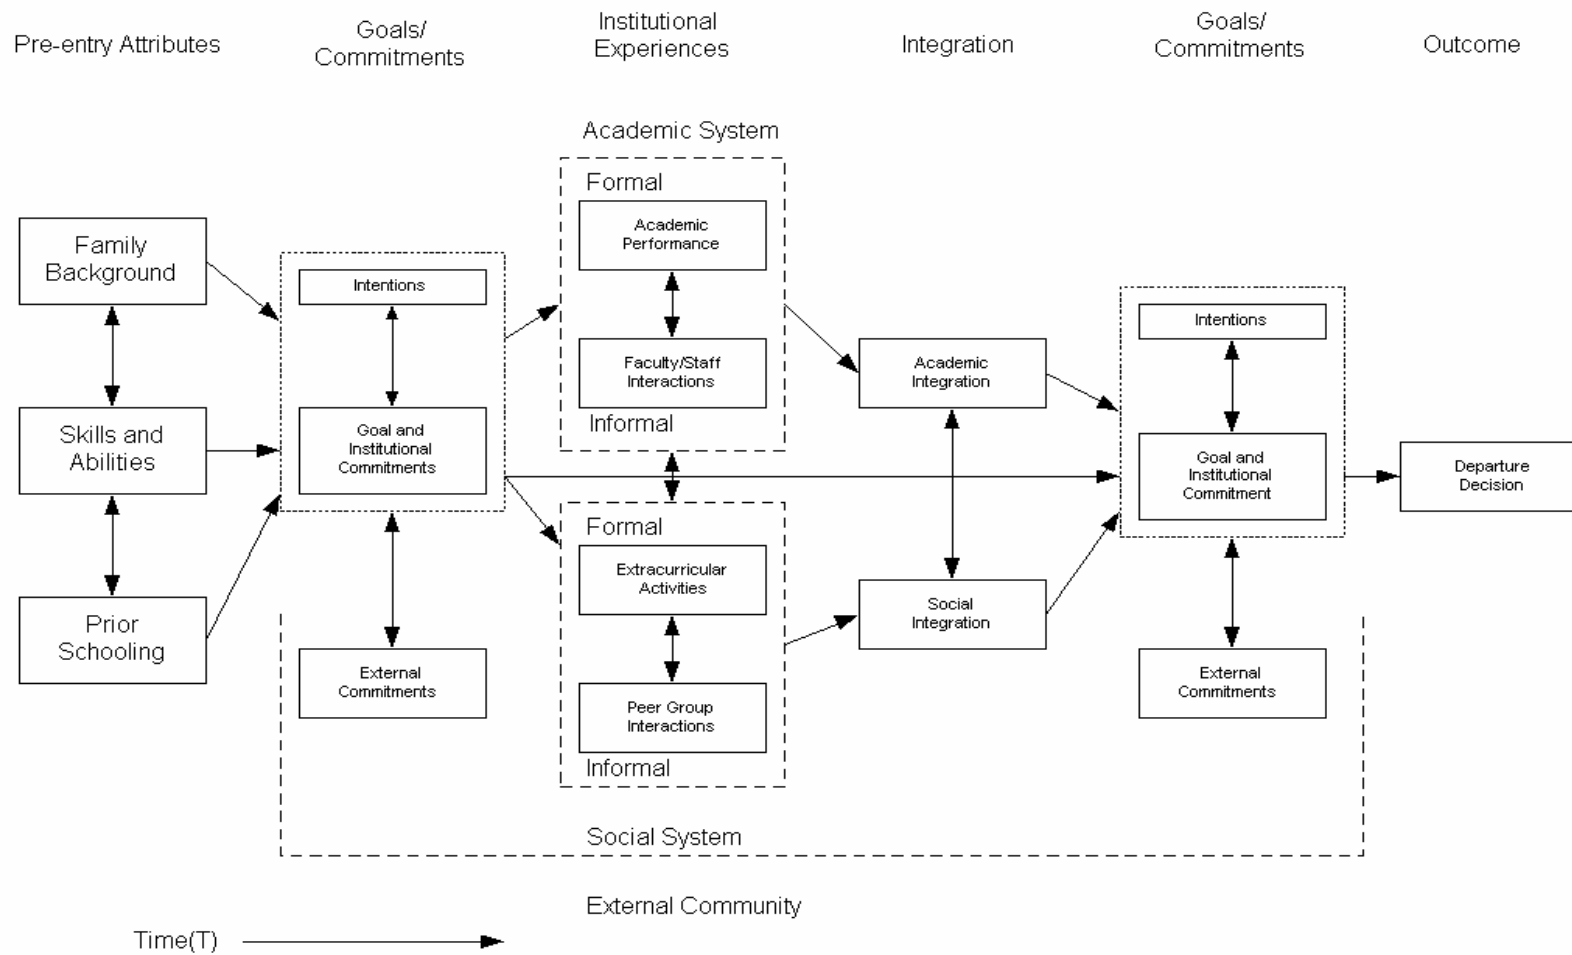 Pre-entry Attributes
Goals/
Commitments
Institutional
Experiences
Integration
Goals/
Commitments
Outcome
Academic System
Formal
Academic
Performance
Faculty/Staff
Interactions
Informal
Family
Background
Skills and
Abilities
Prior
Schooling
Intentions
Goal and
Institutional
Commitments
External
Commitments
Formal
Extracurricular
Activities
Peer Group
Interactions
Informal
Social System
Academic
Integration
Social
Integration
Intentions
Goal and
Institutional
Commitment
External
Commitments
Departure
Decision
External Community
Time(T)